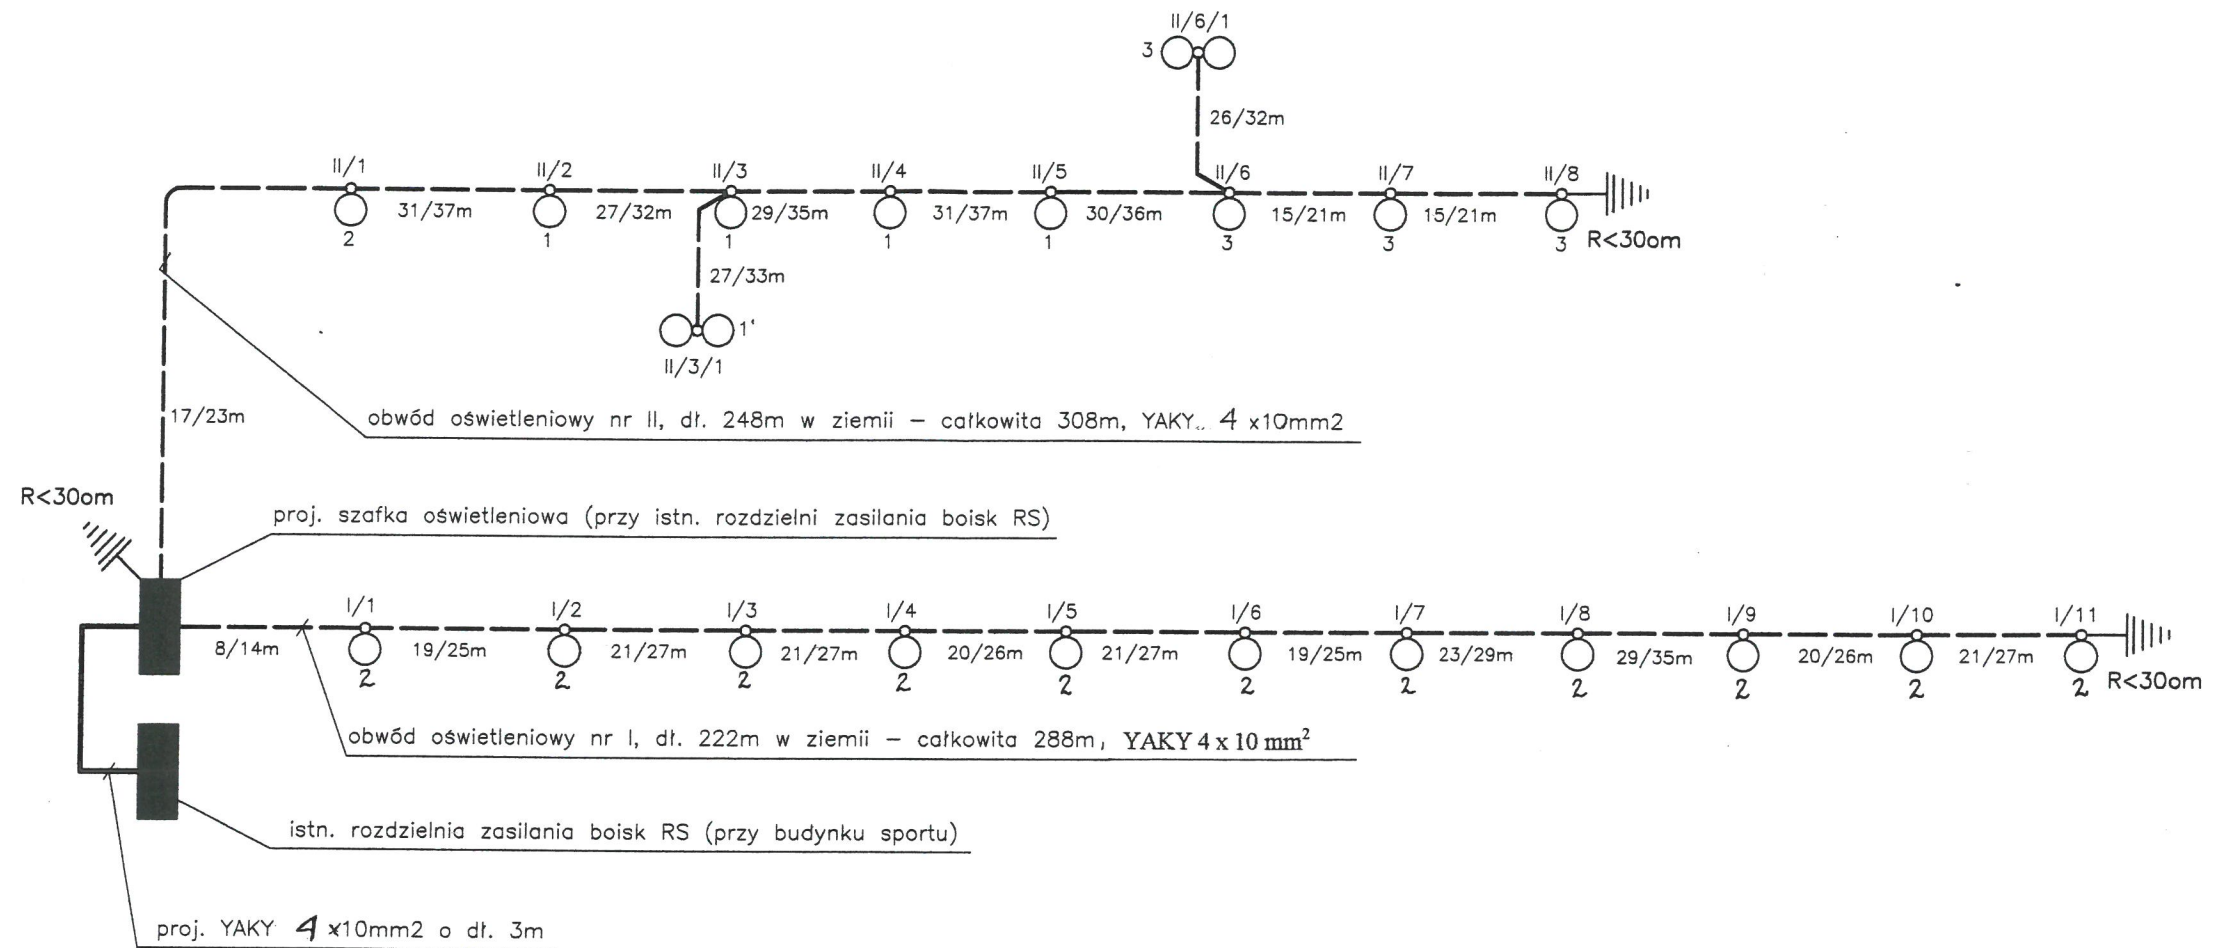 II/6/1
3
26/32m
II/1
II/2
II/3
II/4
II/5
II/6
II/7
II/8
31/37m
27/32m
29/35m
31/37m
30/36m
15/21m
15/21m
2
1
1
1
1
3
3
3
R<30om
27/33m
1'
II/3/1
17/23m
obwód oświetleniowy nr II, dł. 248m w ziemii – całkowita 308m, YAKY.. 4 x10mm2
R<30om
proj. szafka oświetleniowa (przy istn. rozdzielni zasilania boisk RS)
I/1
I/2
I/3
I/4
I/5
I/6
I/7
I/8
I/9
I/10
I/11
8/14m
19/25m
21/27m
21/27m
20/26m
21/27m
19/25m
23/29m
29/35m
20/26m
21/27m
2
2
2
2
2
2
2
2
2
2
2
R<30om
obwód oświetleniowy nr I, dł. 222m w ziemii – całkowita 288m, YAKY 4 x 10 mm²
istn. rozdzielnia zasilania boisk RS (przy budynku sportu)
proj. YAKY 4 x10mm2 o dł. 3m